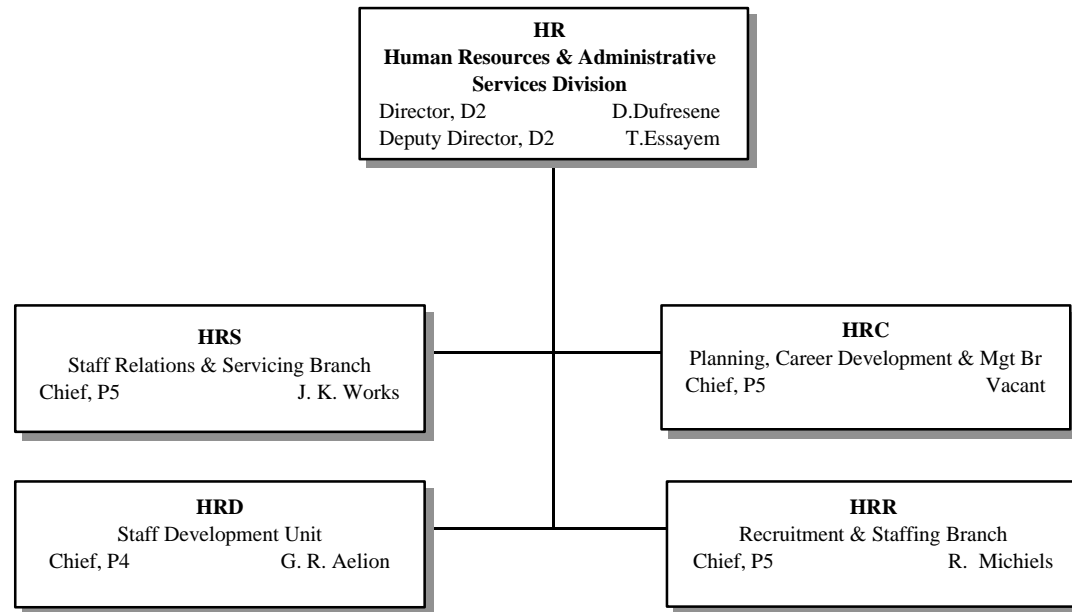 HR
Human Resources & Administrative
Services Division
Director, D2 D.Dufresene
Deputy Director, D2 T.Essayem
HRS
Staff Relations & Servicing Branch
Chief, P5 J. K. Works
HRC
Planning, Career Development & Mgt Br
Chief, P5 Vacant
HRD
Staff Development Unit
Chief, P4 G. R. Aelion
HRR
Recruitment & Staffing Branch
Chief, P5 R. Michiels